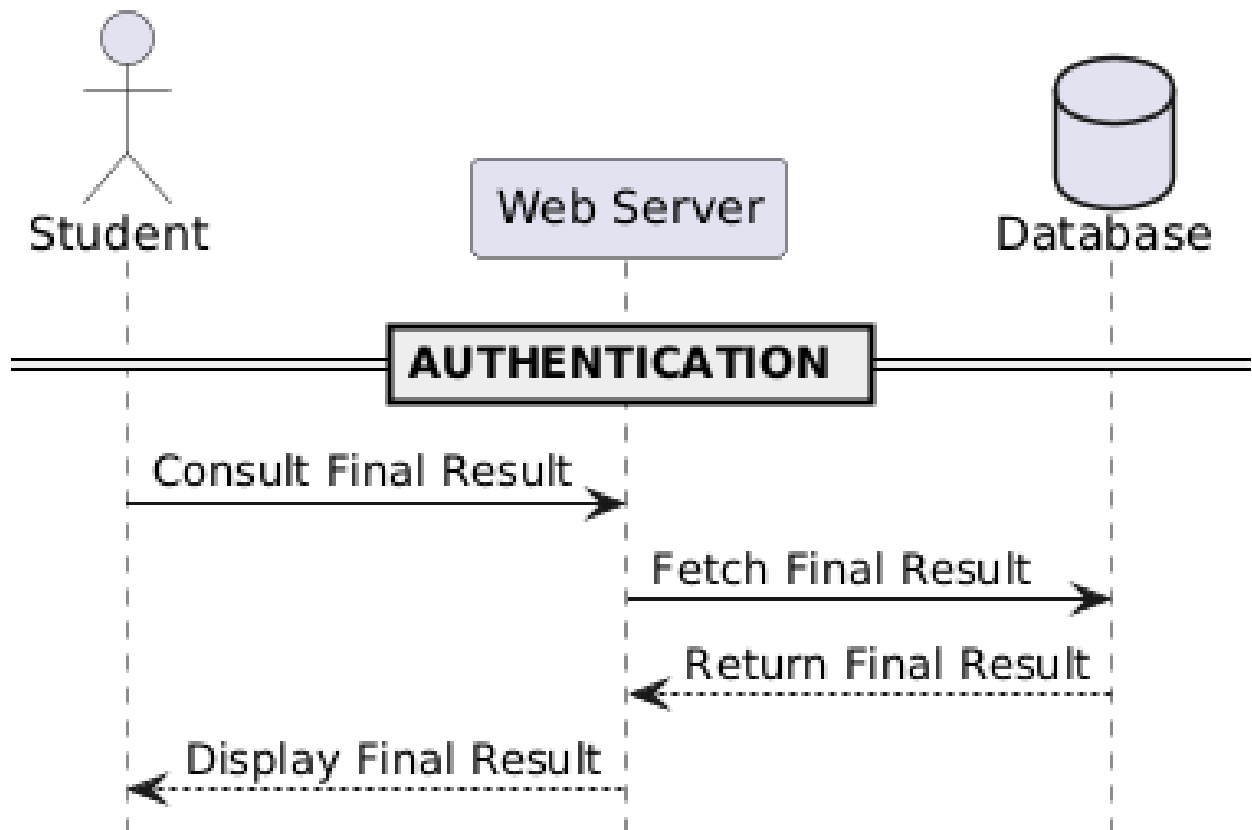 Student
Web Server
Database
AUTHENTICATION
Consult Final Result
Fetch Final Result
Return Final Result
Display Final Result